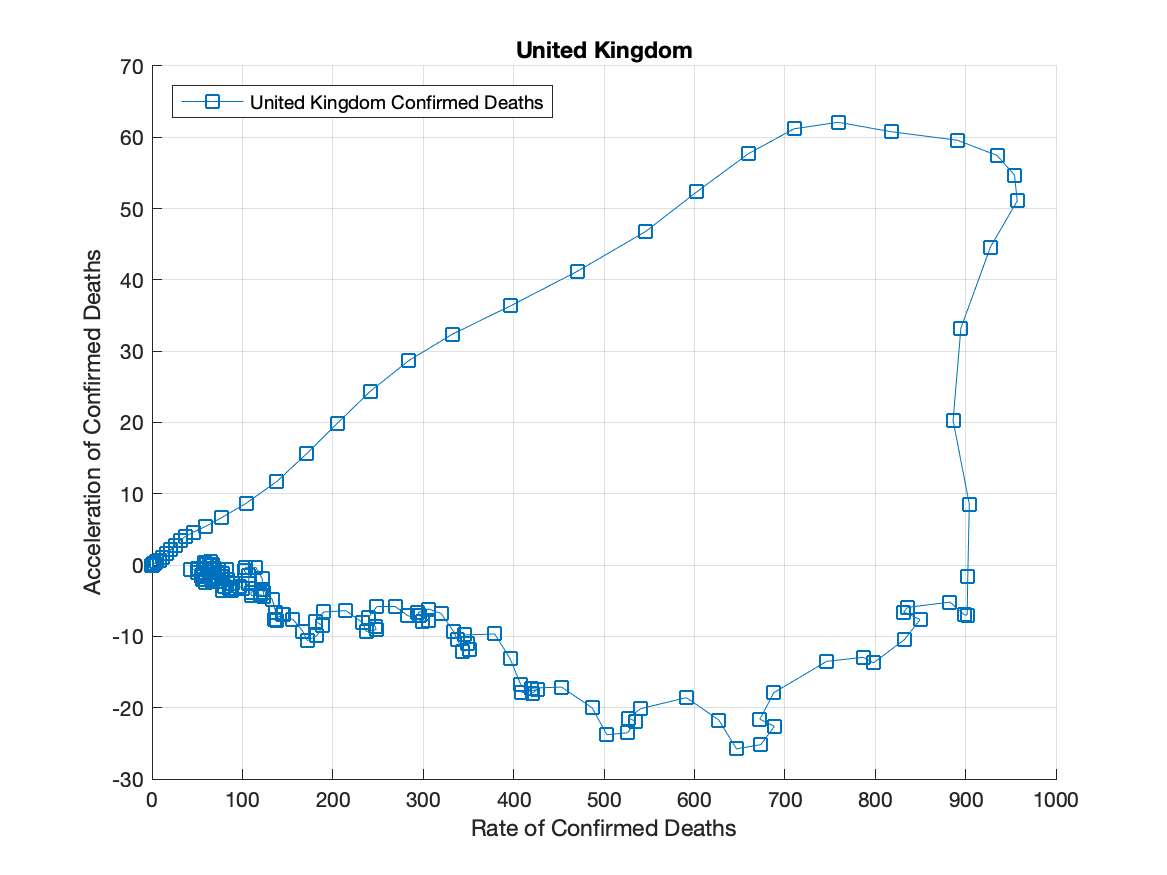 United Kingdom
70
United Kingdom Confirmed Deaths
60
50
40
30
20
10
0
-10
-20
-30
Acceleration of Confirmed Deaths
0 100 200 300 400 500 600 700 800 900 1000
Rate of Confirmed Deaths